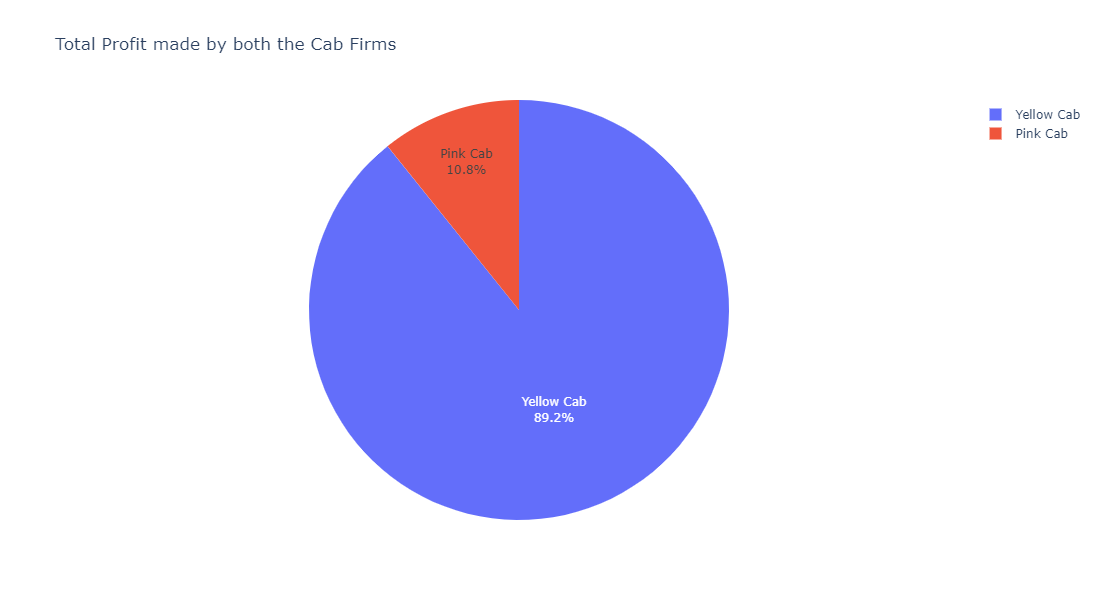 Total Profit made by both the Cab Firms
Yellow Cab
Pink Cab
Pink Cab
10.8%
Yellow Cab
89.2%